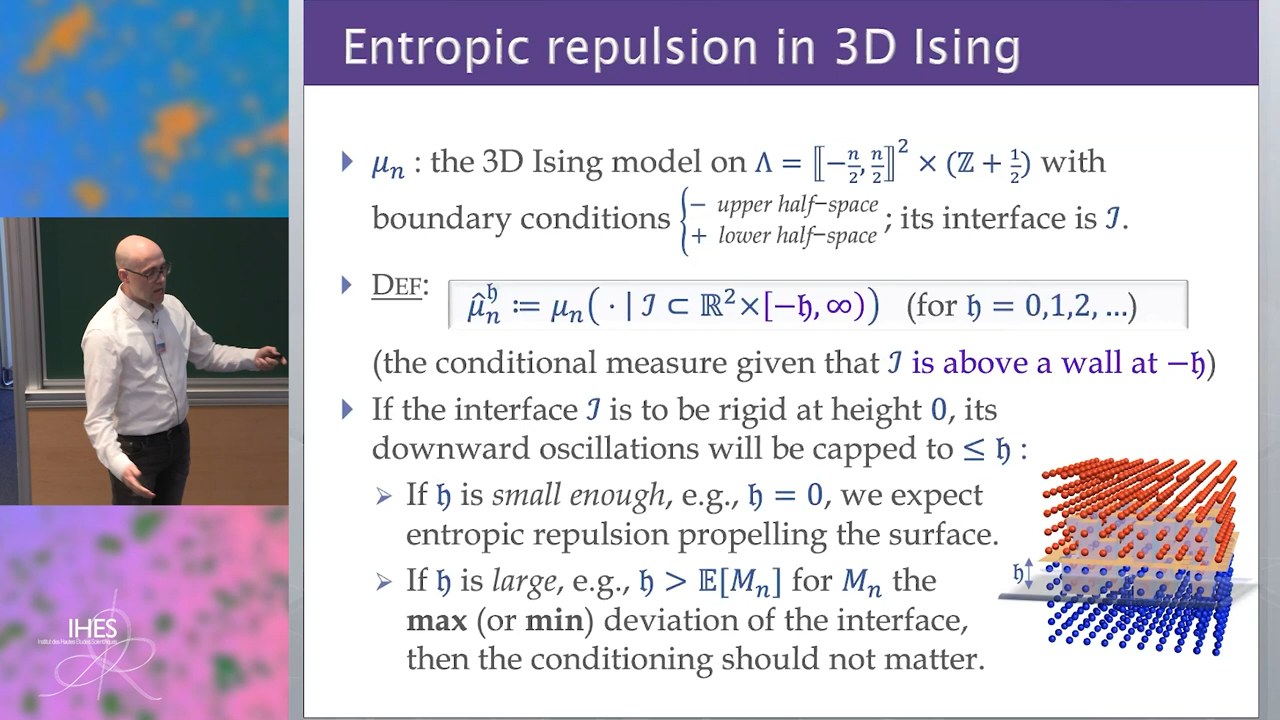 Entropic repulsion in 3D Ising
μ_n : the 3D Ising model on Λ = ⟦−n/2, n/2⟧² × (ℤ + 1/2) with
boundary conditions { − upper half−space
+ lower half−space ; its interface is ℐ.
DEF: μ̂_n^𝔥 ≔ μ_n( · | ℐ ⊂ ℝ²×[−𝔥, ∞)) (for 𝔥 = 0,1,2, …)
(the conditional measure given that ℐ is above a wall at −𝔥)
If the interface ℐ is to be rigid at height 0, its
downward oscillations will be capped to ≤ 𝔥 :
If 𝔥 is small enough, e.g., 𝔥 = 0, we expect
entropic repulsion propelling the surface.
If 𝔥 is large, e.g., 𝔥 > 𝔼[M_n] for M_n the
max (or min) deviation of the interface,
then the conditioning should not matter.
𝔥
IHES
Institut des Hautes Études Scientifiques